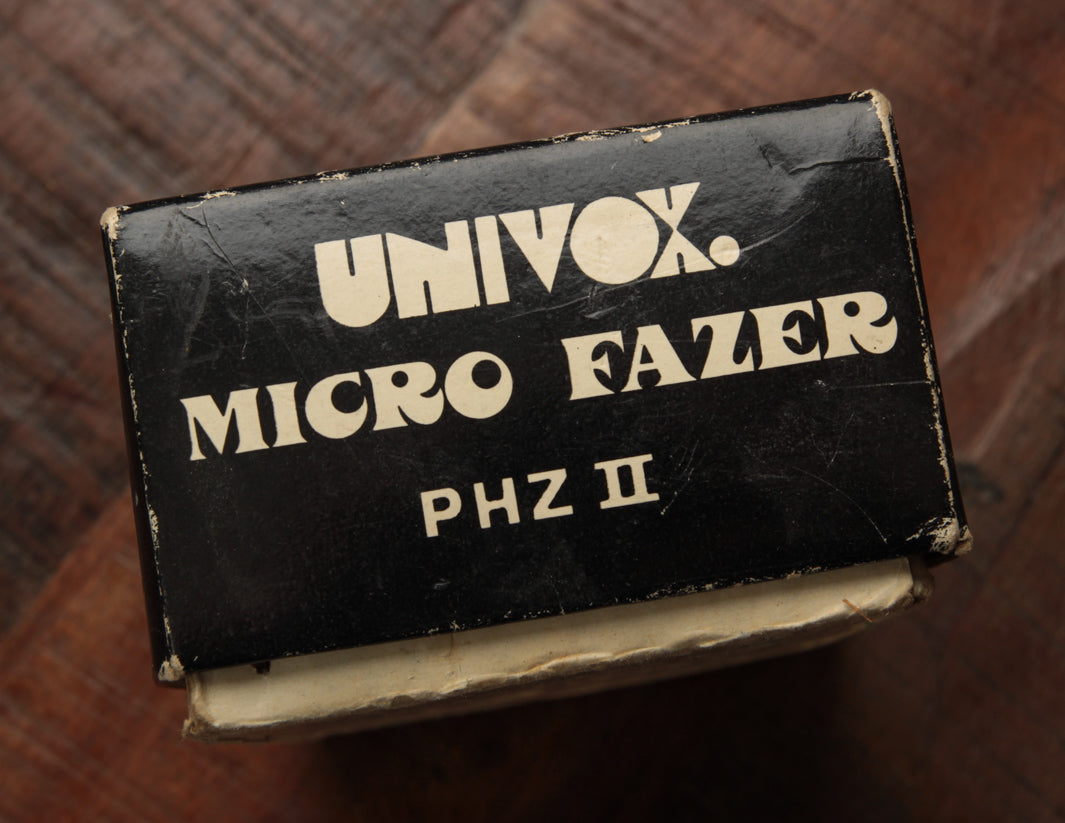 UNIVOX.
MICRO FAZER
PHZ II